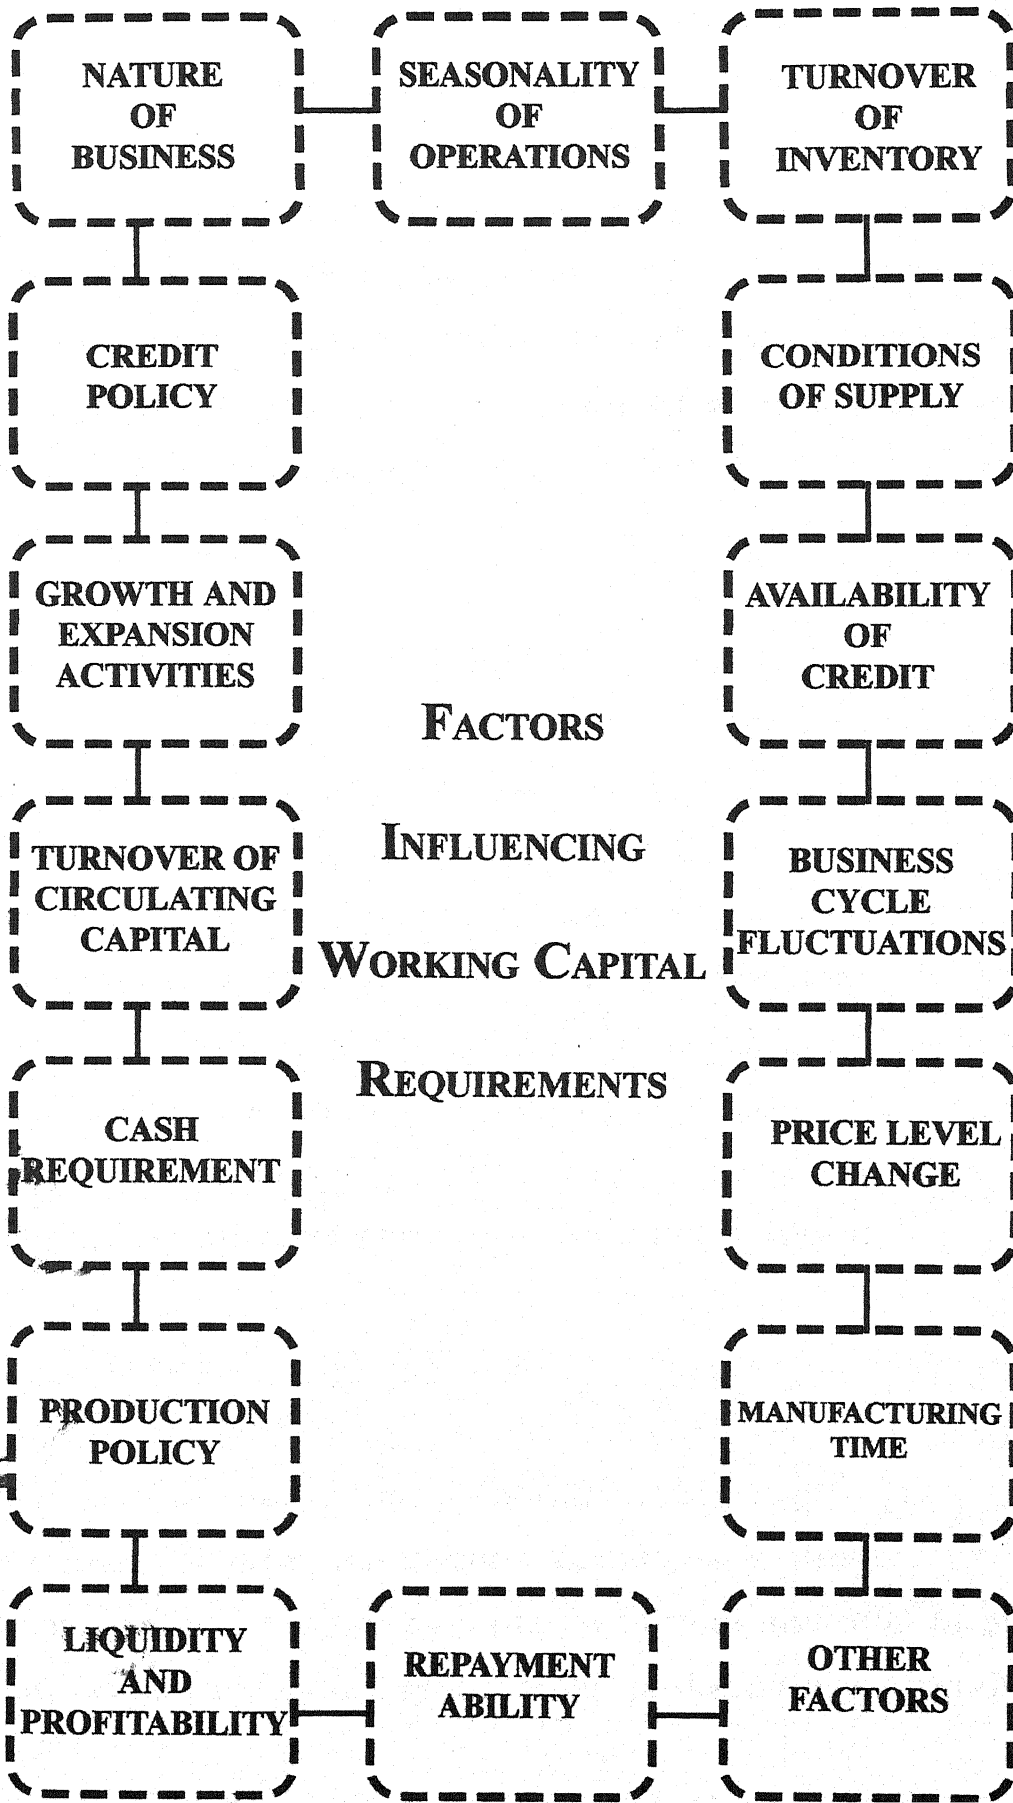 NATURE
OF
BUSINESS
SEASONALITY
OF
OPERATIONS
TURNOVER
OF
INVENTORY
CREDIT
POLICY
CONDITIONS
OF SUPPLY
GROWTH AND
EXPANSION
ACTIVITIES
AVAILABILITY
OF
CREDIT
FACTORS
INFLUENCING
WORKING CAPITAL
REQUIREMENTS
TURNOVER OF
CIRCULATING
CAPITAL
BUSINESS
CYCLE
FLUCTUATIONS
CASH
REQUIREMENT
PRICE LEVEL
CHANGE
PRODUCTION
POLICY
MANUFACTURING
TIME
LIQUIDITY
AND
PROFITABILITY
REPAYMENT
ABILITY
OTHER
FACTORS